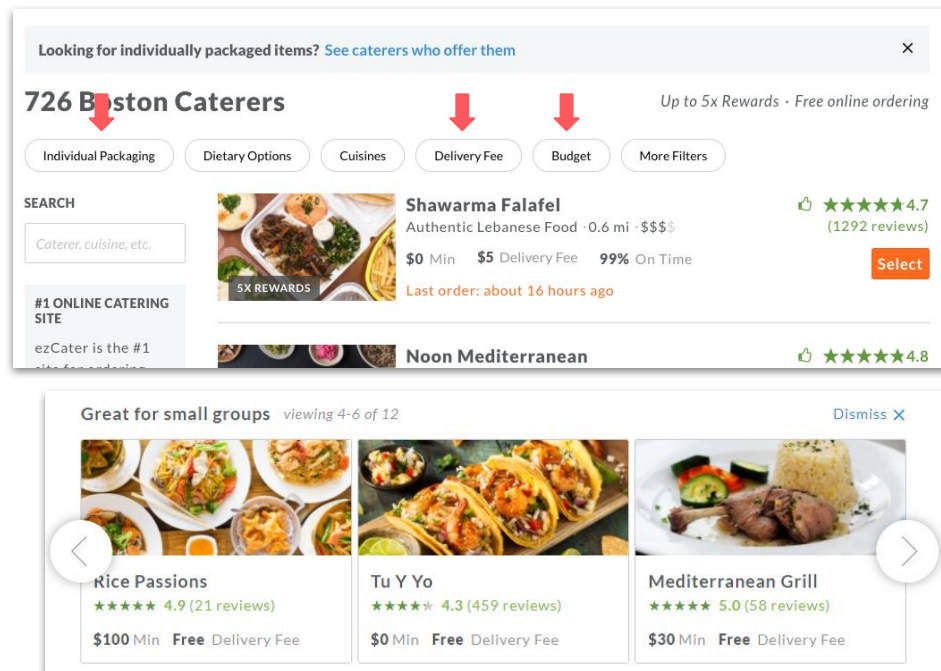 Looking for individually packaged items? See caterers who offer them
726 Boston Caterers
Up to 5x Rewards · Free online ordering
Individual Packaging Dietary Options Cuisines Delivery Fee Budget More Filters
SEARCH
Caterer, cuisine, etc.
#1 ONLINE CATERING
SITE
ezCater is the #1
site for ordering
5X REWARDS
Shawarma Falafel
Authentic Lebanese Food · 0.6 mi · $$$$
$0 Min $5 Delivery Fee 99% On Time
Last order: about 16 hours ago
4.7
(1292 reviews)
Select
Noon Mediterranean
4.8
Great for small groups viewing 4-6 of 12
Dismiss
Rice Passions
4.9 (21 reviews)
$100 Min Free Delivery Fee
Tu Y Yo
4.3 (459 reviews)
$0 Min Free Delivery Fee
Mediterranean Grill
5.0 (58 reviews)
$30 Min Free Delivery Fee